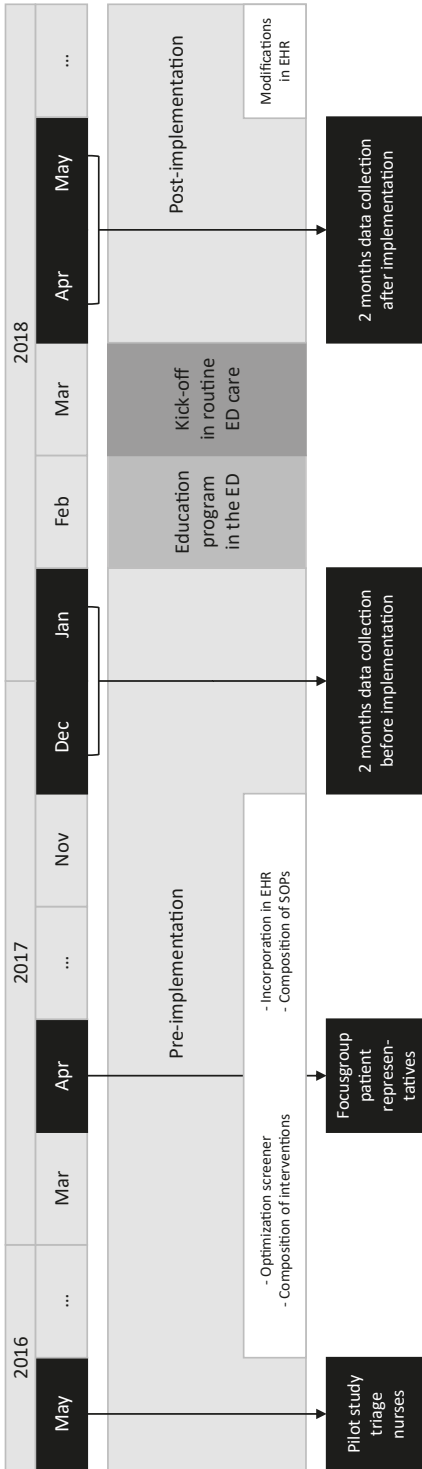 2016
2017
2018
May
...
Mar
Apr
...
Nov
Dec
Jan
Feb
Mar
Apr
May
...
Pre-implementation
Education
program
in the ED
Kick-off
in routine
ED care
Post-implementation
- Optimization screener
- Composition of interventions
- Incorporation in EHR
- Composition of SOPs
Modifications
in EHR
Pilot study
triage
nurses
Focusgroup
patient
represen-
tatives
2 months data collection
before implementation
2 months data collection
after implementation